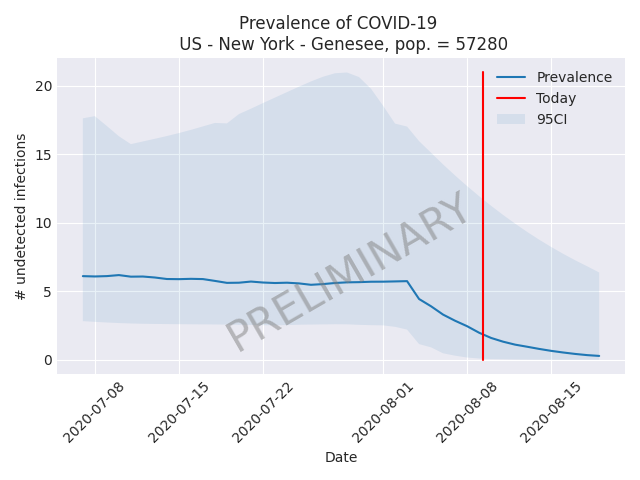 Prevalence of COVID-19
US - New York - Genesee, pop. = 57280
# undetected infections
20
15
10
5
0
Prevalence
Today
95CI
PRELIMINARY
2020-07-08
2020-07-15
2020-07-22
2020-08-01
2020-08-08
2020-08-15
Date